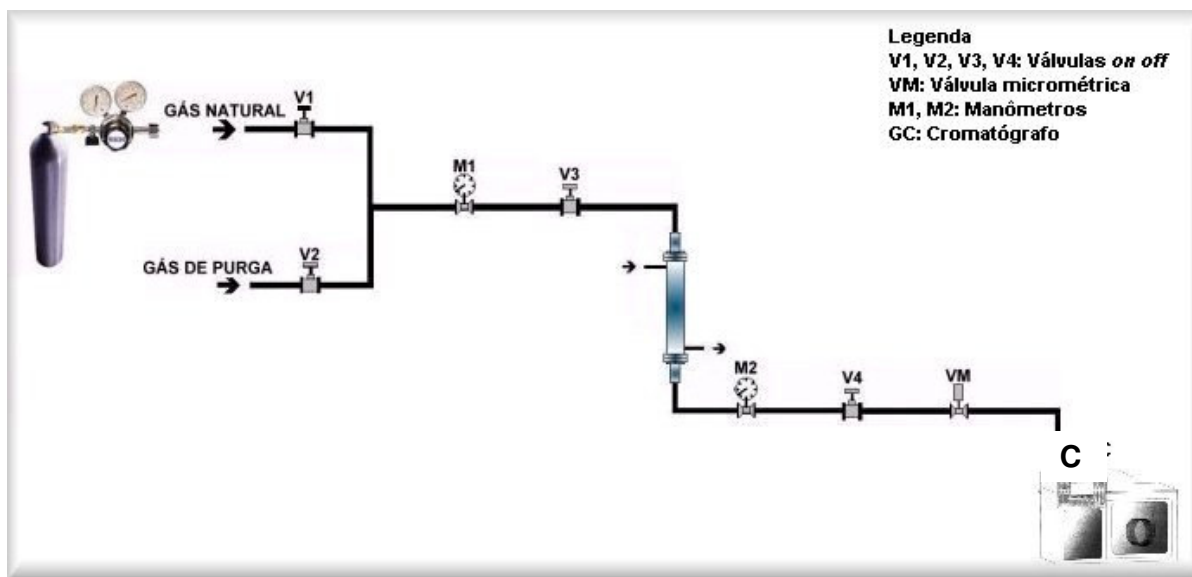 Legenda
V1, V2, V3, V4: Válvulas on off
VM: Válvula micrométrica
M1, M2: Manômetros
GC: Cromatógrafo
GÁS NATURAL
V1
M1
V3
V2
GÁS DE PURGA
M2
V4
VM
C